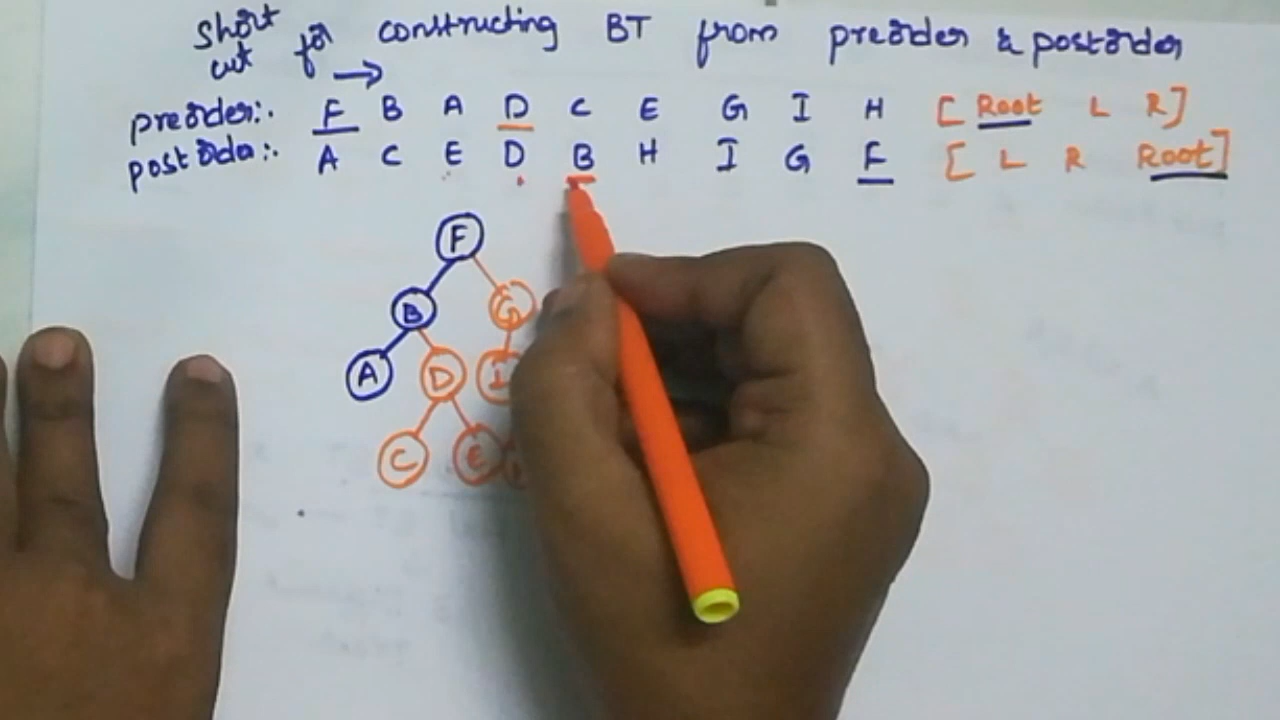 short cut for constructing BT from preorder & postorder
preorder:. F B A D C E G I H [ Root L R ]
postorder:. A C E D B H I G F [ L R Root ]
F
B G
A D I
C E